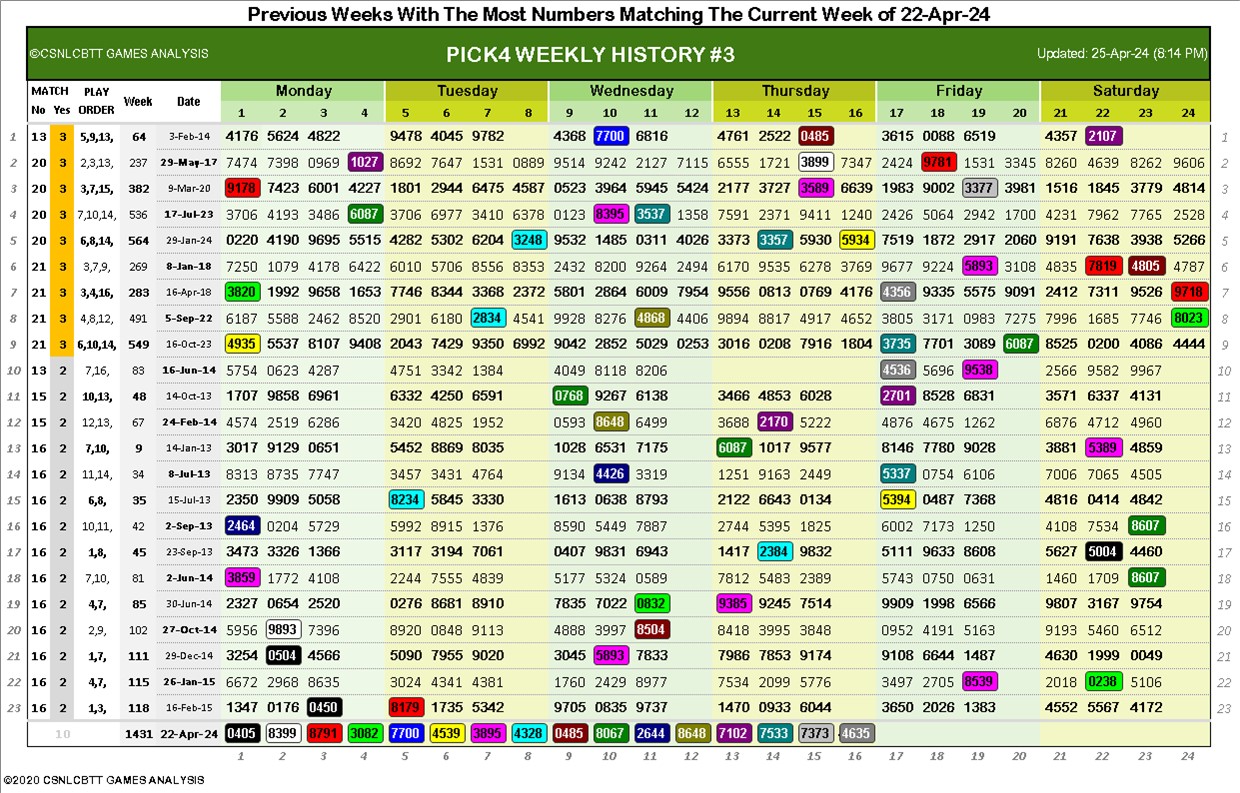 Previous Weeks With The Most Numbers Matching The Current Week of 22-Apr-24
©CSNLCBTT GAMES ANALYSIS PICK4 WEEKLY HISTORY #3 Updated: 25-Apr-24 (8:14 PM)
MATCH PLAY Week Date Monday Tuesday Wednesday Thursday Friday Saturday
No Yes ORDER 1 2 3 4 5 6 7 8 9 10 11 12 13 14 15 16 17 18 19 20 21 22 23 24
1 13 3 5,9,13, 64 3-Feb-14 4176 5624 4822 9478 4045 9782 4368 7700 6816 4761 2522 0485 3615 0088 6519 4357 2107 1
2 20 3 2,3,13, 237 29-May-17 7474 7398 0969 1027 8692 7647 1531 0889 9514 9242 2127 7115 6555 1721 3899 7347 2424 9781 1531 3345 8260 4639 8262 9606 2
3 20 3 3,7,15, 382 9-Mar-20 9178 7423 6001 4227 1801 2944 6475 4587 0523 3964 5945 5424 2177 3727 3589 6639 1983 9002 3377 3981 1516 1845 3779 4814 3
4 20 3 7,10,14, 536 17-Jul-23 3706 4193 3486 6087 3706 6977 3410 6378 0123 8395 3537 1358 7591 2371 9411 1240 2426 5064 2942 1700 4231 7962 7765 2528 4
5 20 3 6,8,14, 564 29-Jan-24 0220 4190 9695 5515 4282 5302 6204 3248 9532 1485 0311 4026 3373 3357 5930 5934 7519 1872 2917 2060 9191 7638 3938 5266 5
6 21 3 3,7,9, 269 8-Jan-18 7250 1079 4178 6422 6010 5706 8556 8358 2432 8200 9264 2494 6170 9535 6278 3769 9677 9224 5893 3108 4835 7819 4805 4787 6
7 21 3 3,4,16, 283 16-Apr-18 3820 1992 9658 1653 7746 8344 3368 2372 5801 2864 6009 7954 9556 0813 0769 4176 4356 9335 5575 9091 2412 7311 9526 9718 7
8 21 3 4,8,12, 491 5-Sep-22 6187 5588 2462 8520 2901 6180 2834 4541 9928 8276 4868 4406 9894 8817 4917 4652 3805 3171 0983 7275 7996 1685 7746 8023 8
9 21 3 6,10,14, 549 16-Oct-23 4935 5537 8107 9408 2043 7429 9350 6992 9042 2852 5029 0253 3016 0208 7916 1804 3735 7701 3089 6087 8525 0200 4086 4444 9
10 13 2 7,16, 83 16-Jun-14 5754 0623 4287 4751 3342 1384 4049 8118 8206 4536 5696 9538 2566 9582 9967 10
11 15 2 10,13, 48 14-Oct-13 1707 9858 6961 6332 4250 6591 0768 9267 6138 3466 4853 6028 2701 8528 6831 3571 6337 4131 11
12 15 2 12,13, 67 24-Feb-14 4574 2519 6286 3420 4825 1952 0593 8648 6499 3688 2170 5222 4876 4675 1262 6876 4712 4960 12
13 16 2 7,10, 9 14-Jan-13 3017 9129 0651 5452 8869 8035 1028 6531 7175 6087 1017 9577 8146 7780 9028 3881 5389 4859 13
14 16 2 11,14, 34 8-Jul-13 8313 8735 7747 3457 3431 4764 9134 4426 3319 1251 9163 2449 5337 0754 6106 7006 7065 4505 14
15 16 2 6,8, 35 15-Jul-13 2350 9909 5058 8234 5845 3330 1613 0638 8793 2122 6643 0134 5394 0487 7368 4816 0414 4842 15
16 16 2 10,11, 42 2-Sep-13 2464 0204 5729 5992 8915 1376 8590 5449 7887 2744 5395 1825 6002 7173 1250 4108 7534 8607 16
17 16 2 1,8, 45 23-Sep-13 3473 3326 1366 3117 3194 7061 0407 9831 6943 1417 2384 9832 5111 9633 8608 5627 5004 4460 17
18 16 2 7,10, 81 2-Jun-14 3859 1772 4108 2244 7555 4839 5177 5324 0589 7812 5483 2389 5743 0750 0631 1460 1709 8607 18
19 16 2 4,7, 85 30-Jun-14 2327 0654 2520 0276 8681 8910 7835 7022 0832 9385 9245 7514 9909 1998 6566 9807 3167 9754 19
20 16 2 2,9, 102 27-Oct-14 5956 9893 7396 8920 0848 9113 4888 3997 8504 8418 3995 3848 0952 4191 5163 9193 5460 6512 20
21 16 2 1,7, 111 29-Dec-14 3254 0504 4566 5090 7955 9020 3045 5893 7833 7986 7853 9174 9108 6644 1487 4630 1999 0049 21
22 16 2 4,7, 115 26-Jan-15 6672 2968 8635 3024 4341 4381 1760 2429 8977 7534 2099 5776 3497 2705 8539 2018 0238 5106 22
23 16 2 1,3, 118 16-Feb-15 1347 0176 0450 8179 1735 5342 9705 0835 9737 1470 0933 6044 3650 2026 1383 4552 5567 4172 23
10 1431 22-Apr-24 0405 8399 8791 3082 7700 4539 3895 4328 0485 8067 2644 8648 7102 7533 7373 4635
1 2 3 4 5 6 7 8 9 10 11 12 13 14 15 16 17 18 19 20 21 22 23 24
©2020 CSNLCBTT GAMES ANALYSIS